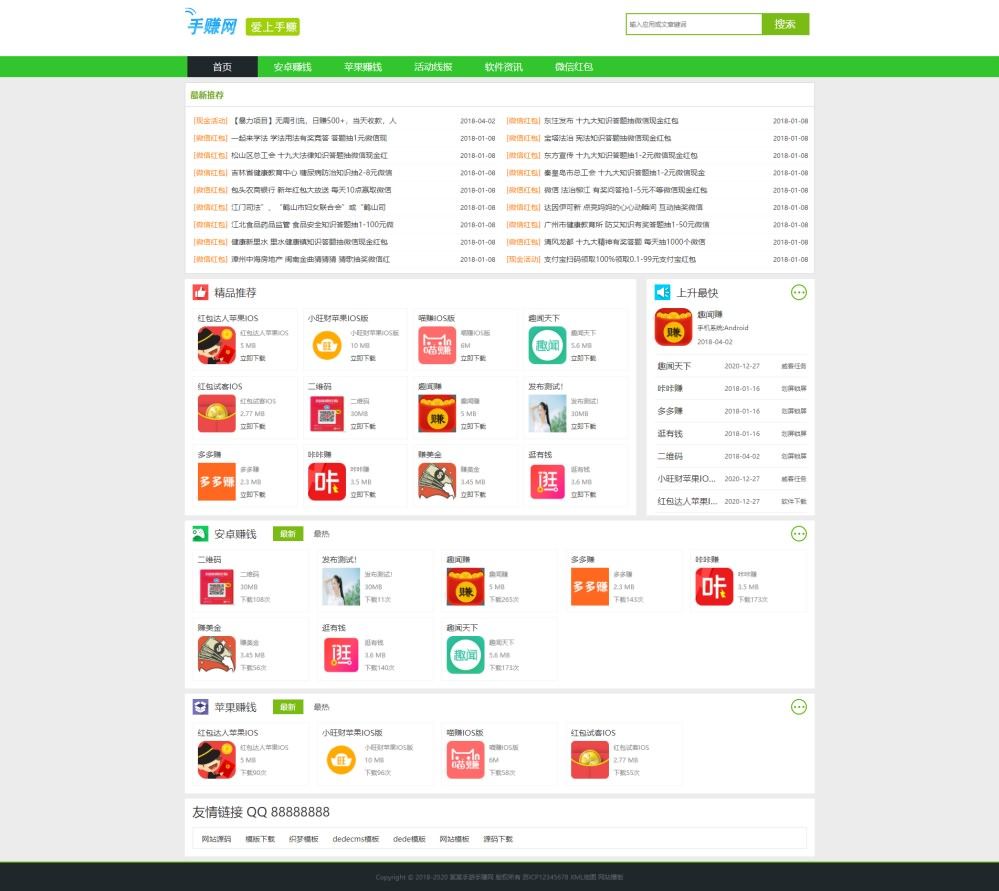 手赚网 爱上手赚
输入应用或文章建词 搜索
首页 安卓赚钱 苹果赚钱 活动线报 软件资讯 微信红包
最新推荐
[现金活动] 【暴力项目】无需引流，日赚500+，当天收款，人 2018-04-02
[微信红包] 东汪发布 十九大知识答题抽微信现金红包 2018-01-08
[微信红包] 一起来学法 学法用法有奖竞答 答题抽1元微信现 2018-01-08
[微信红包] 宝塔法治 宪法知识答题抽微信现金红包 2018-01-08
[微信红包] 松山区总工会 十九大法律知识答题抽微信现金红 2018-01-08
[微信红包] 东方宣传 十九大知识答题抽1-2元微信现金红包 2018-01-08
[微信红包] 吉林省健康教育中心 糖尿病防治知识抽2-8元微信 2018-01-08
[微信红包] 秦皇岛市总工会 十九大知识答题抽1-2元微信现金 2018-01-08
[微信红包] 包头农商银行 新年红包大放送 每天10点赢取微信 2018-01-08
[微信红包] 微信 法治柳江 有奖问答抢1-5元不等微信现金红包 2018-01-08
[微信红包] 江门司法”、“鹤山市妇女联合会”或“鹤山司 2018-01-08
[微信红包] 达因伊可新 点亮妈妈的心心动瞬间 互动抽奖微信 2018-01-08
[微信红包] 江北食品药品监管 食品安全知识答题抽1-100元微 2018-01-08
[微信红包] 广州市健康教育所 防艾知识有奖答题抽1-50元微信 2018-01-08
[微信红包] 健康新里水 里水健康镇知识答题抽微信现金红包 2018-01-08
[微信红包] 清风龙都 十九大精神有奖答题 每天抽1000个微信 2018-01-08
[微信红包] 漳州中海房地产 闽南金曲猜猜猜 猜歌抽奖微信红 2018-01-08
[现金活动] 支付宝扫码领取100%领取0.1-99元支付宝红包 2018-01-08
精品推荐
红包达人苹果IOS 小旺财苹果IOS版 喵赚IOS版 趣闻天下
红包达人苹果IOS 小旺财苹果IOS版 喵赚IOS版 趣闻天下
5 MB 10 MB 6M 5.6 MB
立即下载 立即下载 立即下载 立即下载
旺 喵赚 趣闻
红包试客IOS 二维码 趣闻赚 发布测试！
红包试客IOS 二维码 趣闻赚 发布测试！
2.77 MB 30MB 5 MB 30MB
立即下载 立即下载 立即下载 立即下载
赚
多多赚 咔咔赚 赚美金 逛有钱
多多赚 咔咔赚 赚美金 逛有钱
2.3 MB 3.5 MB 3.45 MB 3.6 MB
立即下载 立即下载 立即下载 立即下载
多多赚 咔 逛
上升最快
趣闻赚
手机系统:Android
2018-04-02
赚
趣闻天下 2020-12-27 威客任务
咔咔赚 2018-01-16 划屏锁屏
多多赚 2018-01-16 划屏锁屏
逛有钱 2018-01-16 划屏锁屏
二维码 2018-04-02 划屏锁屏
小旺财苹果IO... 2020-12-27 威客任务
红包达人苹果I... 2020-12-27 软件下载
安卓赚钱 最新 最热
二维码 发布测试！ 趣闻赚 多多赚 咔咔赚
二维码 发布测试！ 趣闻赚 多多赚 咔咔赚
30MB 30MB 5 MB 2.3 MB 3.5 MB
下载108次 下载11次 下载265次 下载143次 下载173次
赚 多多赚 咔
赚美金 逛有钱 趣闻天下
赚美金 逛有钱 趣闻天下
3.45 MB 3.6 MB 5.6 MB
下载56次 下载140次 下载173次
逛 趣闻
苹果赚钱 最新 最热
红包达人苹果IOS 小旺财苹果IOS版 喵赚IOS版 红包试客IOS
红包达人苹果IOS 小旺财苹果IOS版 喵赚IOS版 红包试客IOS
5 MB 10 MB 6M 2.77 MB
下载90次 下载96次 下载58次 下载55次
旺 喵赚
友情链接 QQ 88888888
网站源码 模版下载 织梦模板 dedecms模板 dede模版 网站模板 源码下载
Copyright © 2018-2020 某某手游手赚网 版权所有 苏ICP12345678 XML地图 网站模板